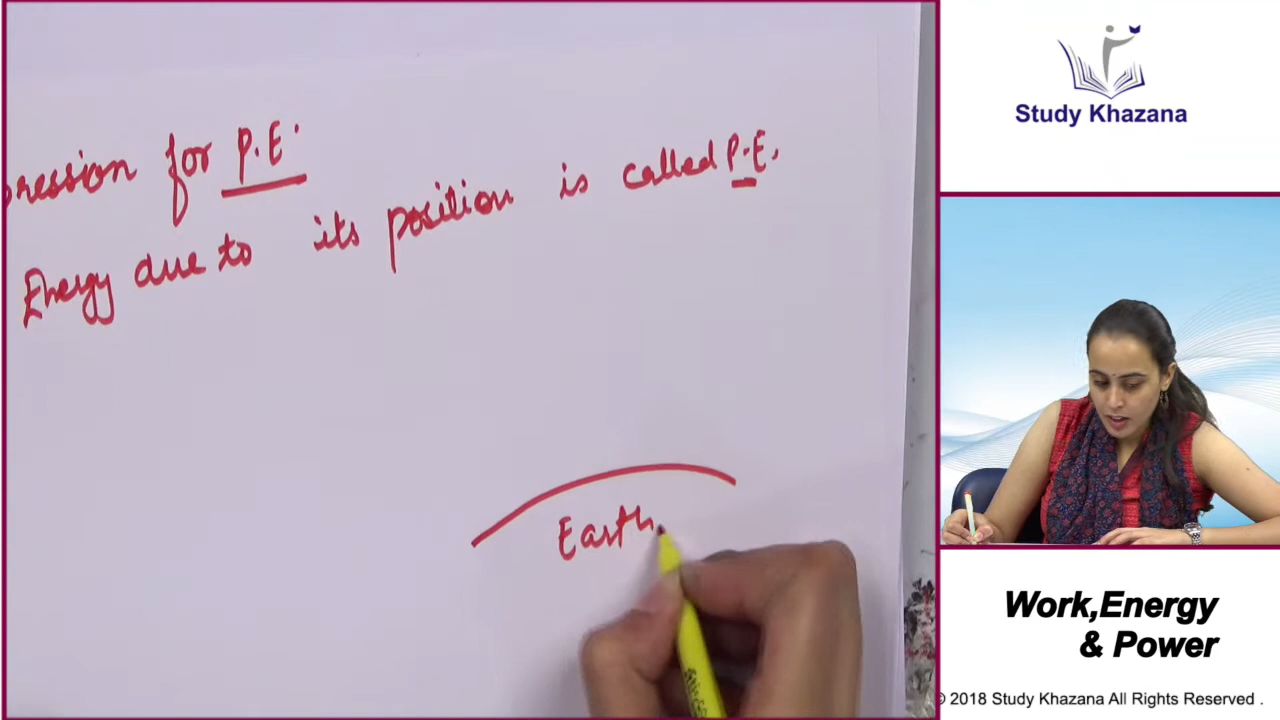 pression for P.E.
Energy due to its position is called P.E.
Earth
Study Khazana
Work,Energy
& Power
© 2018 Study Khazana All Rights Reserved .